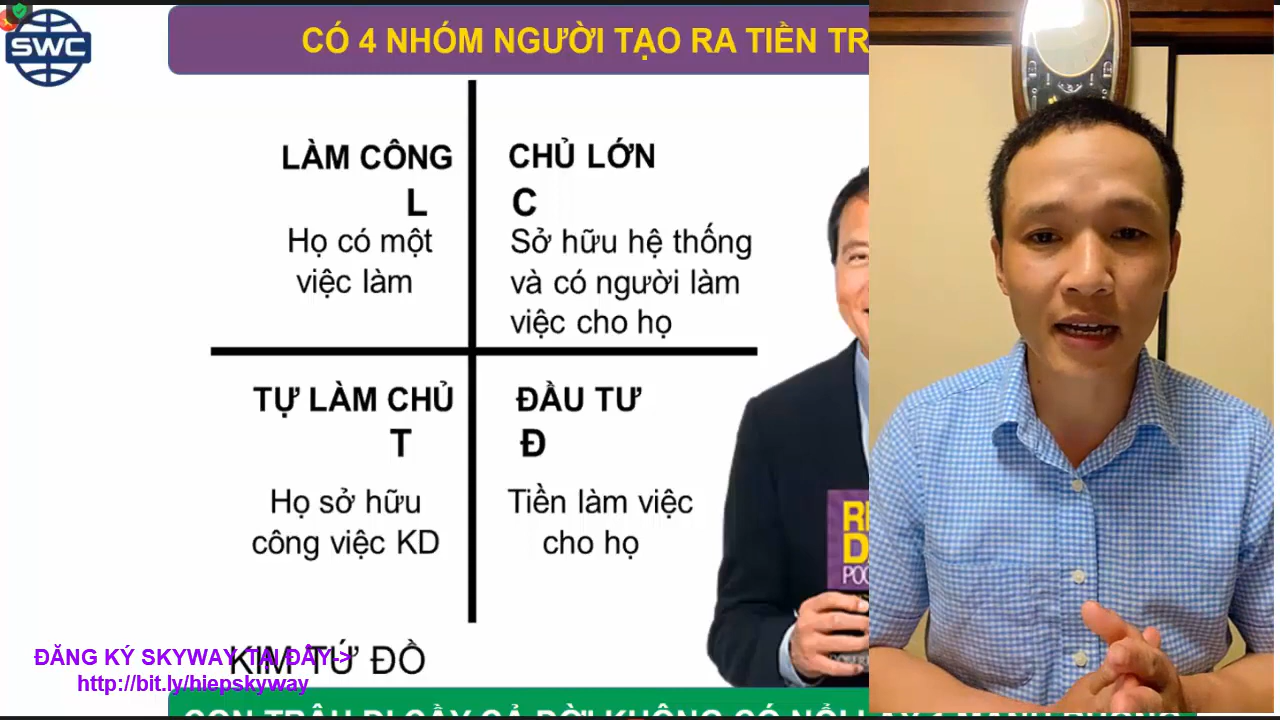 SWC
CÓ 4 NHÓM NGƯỜI TẠO RA TIỀN TR
LÀM CÔNG
L
Họ có một
việc làm
CHỦ LỚN
C
Sở hữu hệ thống
và có người làm
việc cho họ
TỰ LÀM CHỦ
T
Họ sở hữu
công việc KD
ĐẦU TƯ
Đ
Tiền làm việc
cho họ
KIM TỨ ĐỒ
ĐĂNG KÝ SKYWAY TẠI ĐÂY->
http://bit.ly/hiepskyway